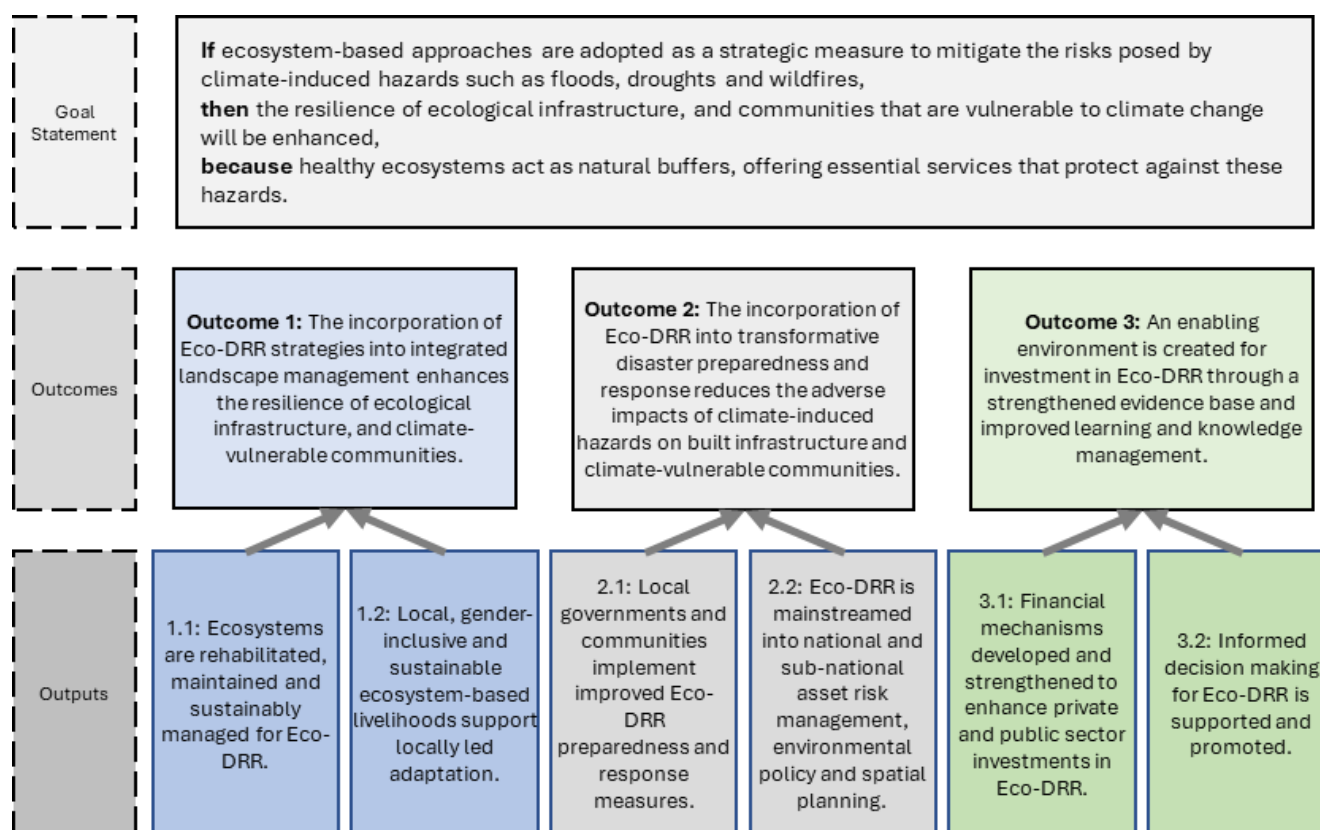 Goal
Statement
If ecosystem-based approaches are adopted as a strategic measure to mitigate the risks posed by
climate-induced hazards such as floods, droughts and wildfires,
then the resilience of ecological infrastructure, and communities that are vulnerable to climate change
will be enhanced,
because healthy ecosystems act as natural buffers, offering essential services that protect against these
hazards.
Outcomes
Outcome 1: The incorporation of
Eco-DRR strategies into integrated
landscape management enhances
the resilience of ecological
infrastructure, and climate-
vulnerable communities.
Outcome 2: The incorporation of
Eco-DRR into transformative
disaster preparedness and
response reduces the adverse
impacts of climate-induced
hazards on built infrastructure and
climate-vulnerable communities.
Outcome 3: An enabling
environment is created for
investment in Eco-DRR through a
strengthened evidence base and
improved learning and knowledge
management.
Outputs
1.1: Ecosystems
are rehabilitated,
maintained and
sustainably
managed for Eco-
DRR.
1.2: Local, gender-
inclusive and
sustainable
ecosystem-based
livelihoods support
locally led
adaptation.
2.1: Local
governments and
communities
implement
improved Eco-
DRR
preparedness and
response
measures.
2.2: Eco-DRR is
mainstreamed
into national and
sub-national
asset risk
management,
environmental
policy and spatial
planning.
3.1: Financial
mechanisms
developed and
strengthened to
enhance private
and public sector
investments in
Eco-DRR.
3.2: Informed
decision making
for Eco-DRR is
supported and
promoted.